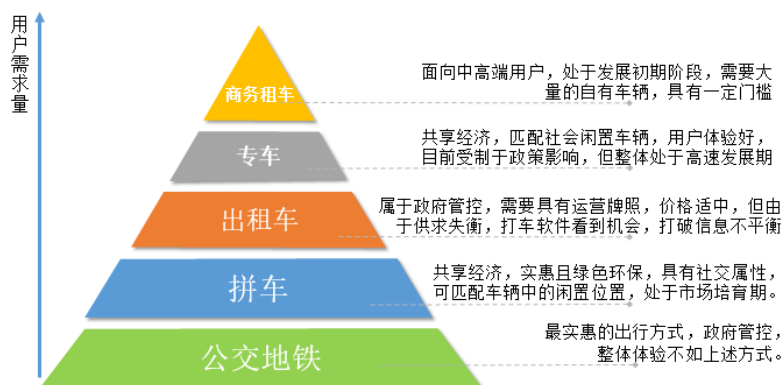 用户需求量
商务租车
面向中高端用户，处于发展初期阶段，需要大
量的自有车辆，具有一定门槛
专车
共享经济，匹配社会闲置车辆，用户体验好，
目前受制于政策影响，但整体处于高速发展期
出租车
属于政府管控，需要具有运营牌照，价格适中，但由
于供求失衡，打车软件看到机会，打破信息不平衡
拼车
共享经济，实惠且绿色环保，具有社交属性，
可匹配车辆中的闲置位置，处于市场培育期。
公交地铁
最实惠的出行方式，政府管控，
整体体验不如上述方式。